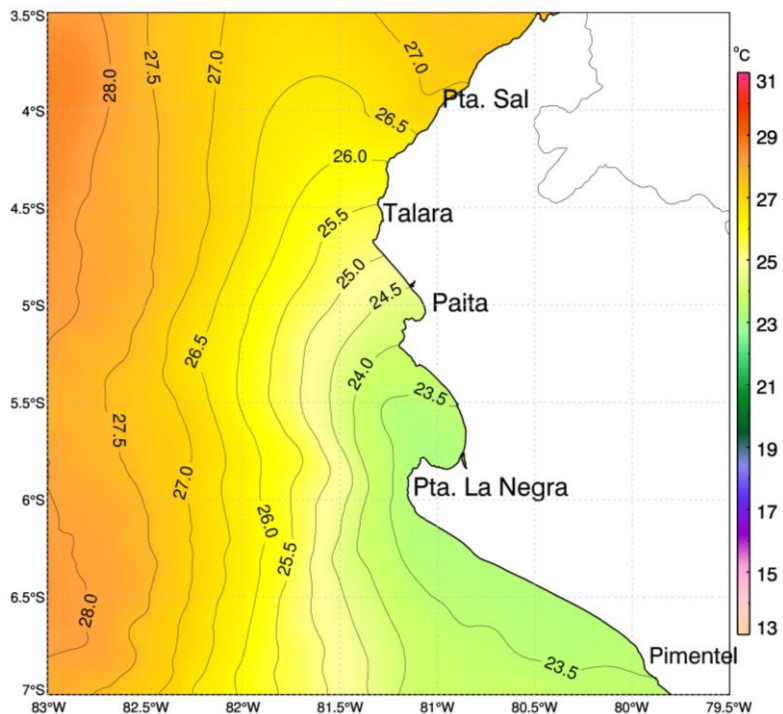 3.5°S
°C
27.0
27.5
27.0
28.0
31
29
Pta. Sal
4°S
26.5
27
26.0
4.5°S
25.5
Talara
25
25.0
24.5
5°S
Paita
23
26.5
24.0
21
23.5
5.5°S
27.5
19
27.0
Pta. La Negra
6°S
17
26.0
25.5
15
6.5°S
28.0
13
Pimentel
23.5
7°S
83°W 82.5°W 82°W 81.5°W 81°W 80.5°W 80°W 79.5°W